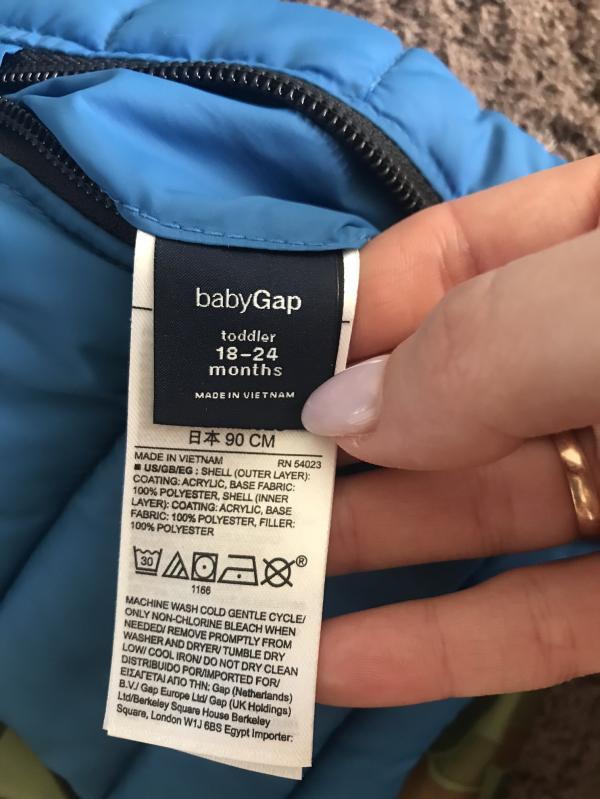 babyGap
toddler
18-24
months
MADE IN VIETNAM
日本 90 CM
MADE IN VIETNAM RN 54023
■ US/GB/EG : SHELL (OUTER LAYER):
COATING: ACRYLIC, BASE FABRIC:
100% POLYESTER, SHELL (INNER
LAYER): COATING: ACRYLIC, BASE
FABRIC: 100% POLYESTER, FILLER:
100% POLYESTER
30
®
1166
MACHINE WASH COLD GENTLE CYCLE/
ONLY NON-CHLORINE BLEACH WHEN
NEEDED/ REMOVE PROMPTLY FROM
WASHER AND DRYER/ TUMBLE DRY
LOW/ COOL IRON/ DO NOT DRY CLEAN
DISTRIBUIDO POR/IMPORTED FOR/
ΕΙΣΑΓΕΤΑΙ ΑΠΟ ΤΗΝ: Gap (Netherlands)
B.V./ Gap Europe Ltd/ Gap (UK Holdings)
Ltd/Berkeley Square House Berkeley
Square, London W1J 6BS Egypt Importer: